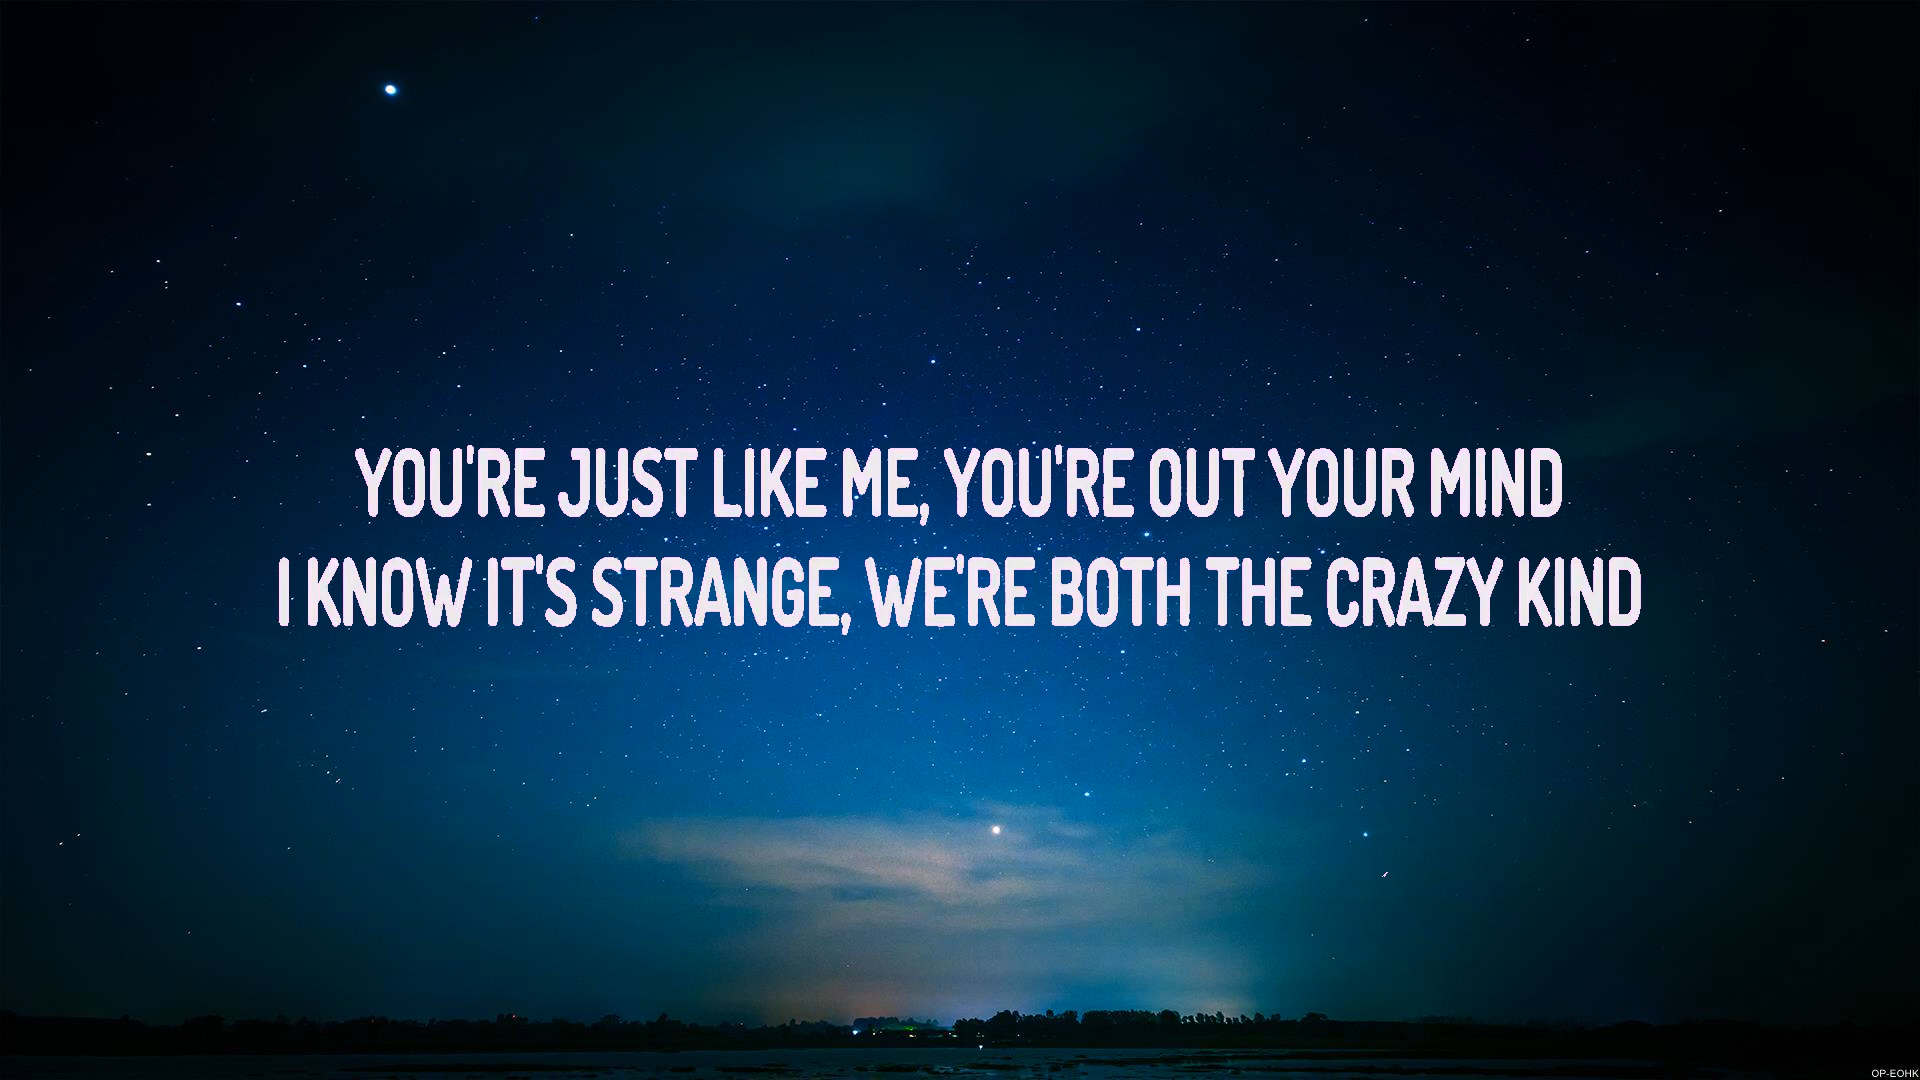 YOU'RE JUST LIKE ME, YOU'RE OUT YOUR MIND
I KNOW IT'S STRANGE, WE'RE BOTH THE CRAZY KIND
OP-EOHK